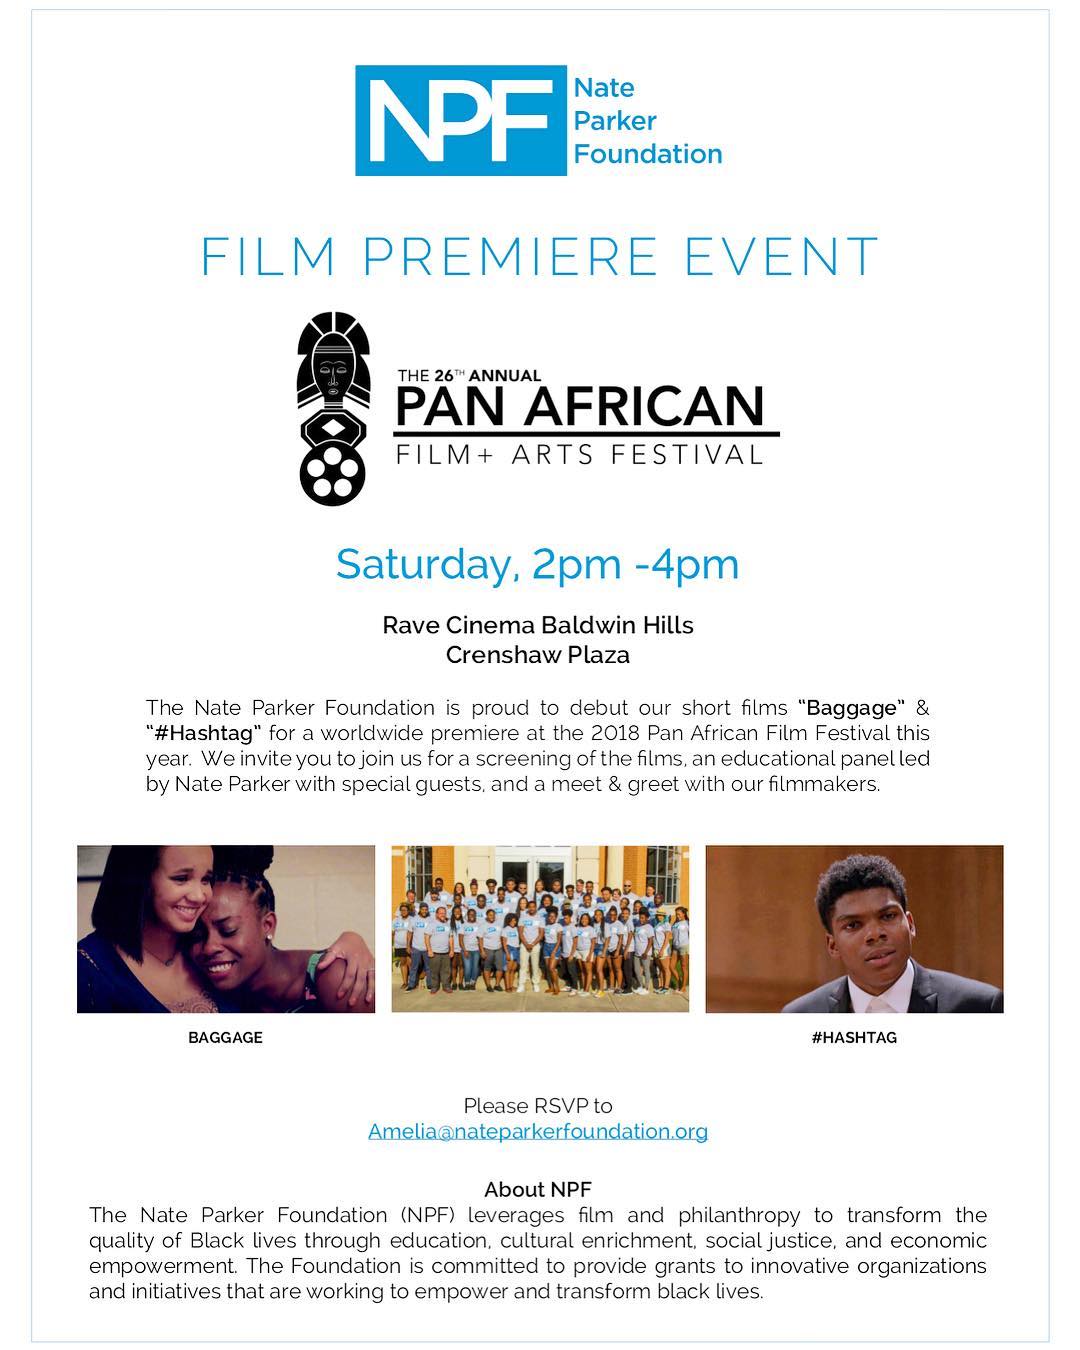 NPF
Nate
Parker
Foundation
FILM PREMIERE EVENT
THE 26TH ANNUAL
PAN AFRICAN
FILM+ ARTS FESTIVAL
Saturday, 2pm -4pm
Rave Cinema Baldwin Hills
Crenshaw Plaza
The Nate Parker Foundation is proud to debut our short films “Baggage” &
“#Hashtag” for a worldwide premiere at the 2018 Pan African Film Festival this
year. We invite you to join us for a screening of the films, an educational panel led
by Nate Parker with special guests, and a meet & greet with our filmmakers.
BAGGAGE
#HASHTAG
Please RSVP to
Amelia@nateparkerfoundation.org
About NPF
The Nate Parker Foundation (NPF) leverages film and philanthropy to transform the
quality of Black lives through education, cultural enrichment, social justice, and economic
empowerment. The Foundation is committed to provide grants to innovative organizations
and initiatives that are working to empower and transform black lives.